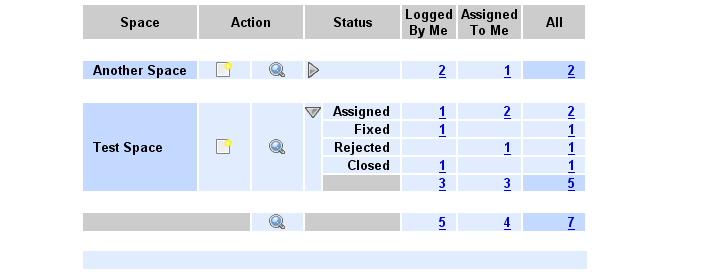 Space Action Status Logged By Me Assigned To Me All
Another Space 2 1 2
Test Space
Assigned 1 2 2
Fixed 1 1
Rejected 1 1
Closed 1 1
3 3 5
5 4 7